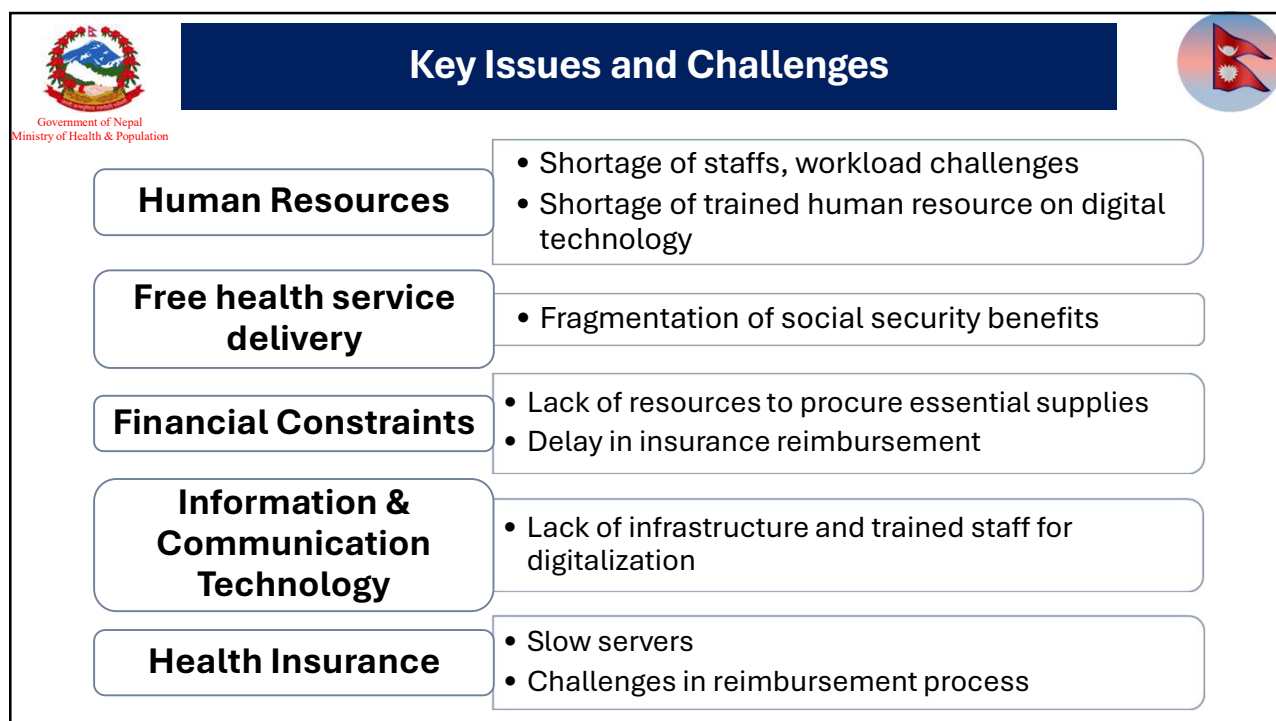 Key Issues and Challenges
Government of Nepal
Ministry of Health & Population
Human Resources
• Shortage of staffs, workload challenges
• Shortage of trained human resource on digital
technology
Free health service
delivery
• Fragmentation of social security benefits
Financial Constraints
• Lack of resources to procure essential supplies
• Delay in insurance reimbursement
Information &
Communication
Technology
• Lack of infrastructure and trained staff for
digitalization
Health Insurance
• Slow servers
• Challenges in reimbursement process